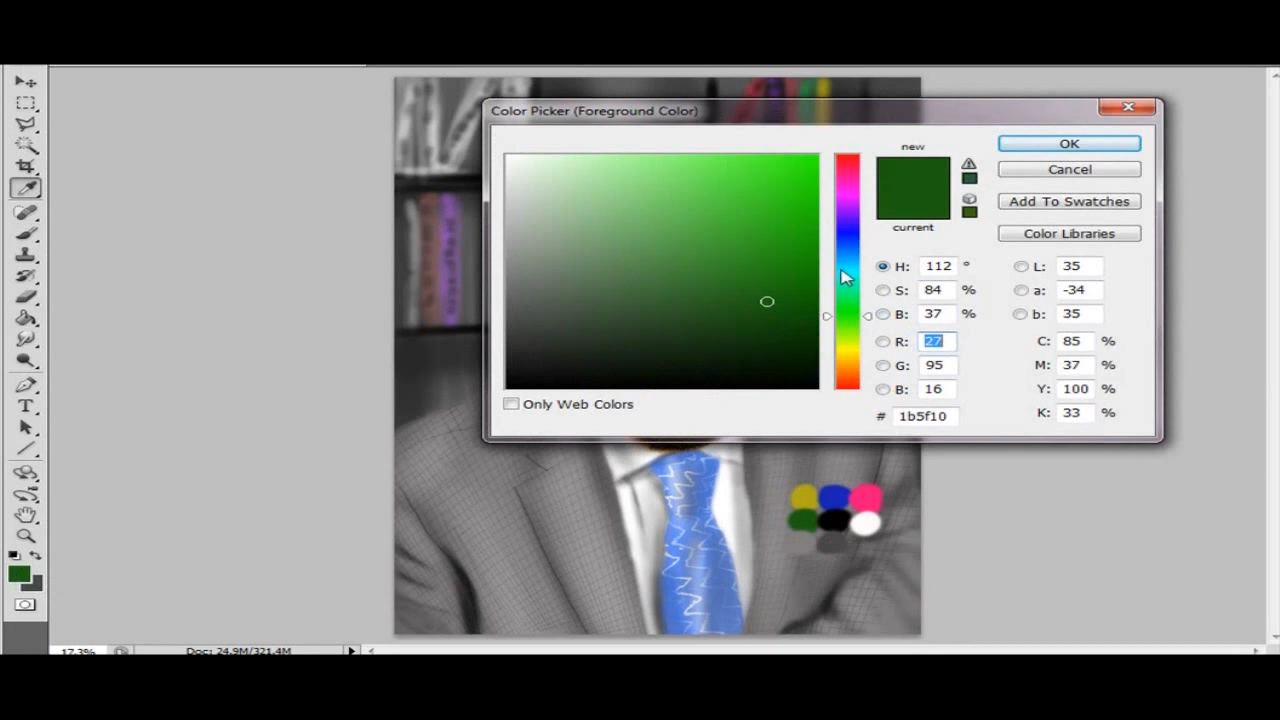 Color Picker (Foreground Color)
new
current
OK
Cancel
Add To Swatches
Color Libraries
H: 112 °
S: 84 %
B: 37 %
R: 27
G: 95
B: 16
# 1b5f10
L: 35
a: -34
b: 35
C: 85 %
M: 37 %
Y: 100 %
K: 33 %
Only Web Colors
T
17.3% Doc: 24.9M/321.4M